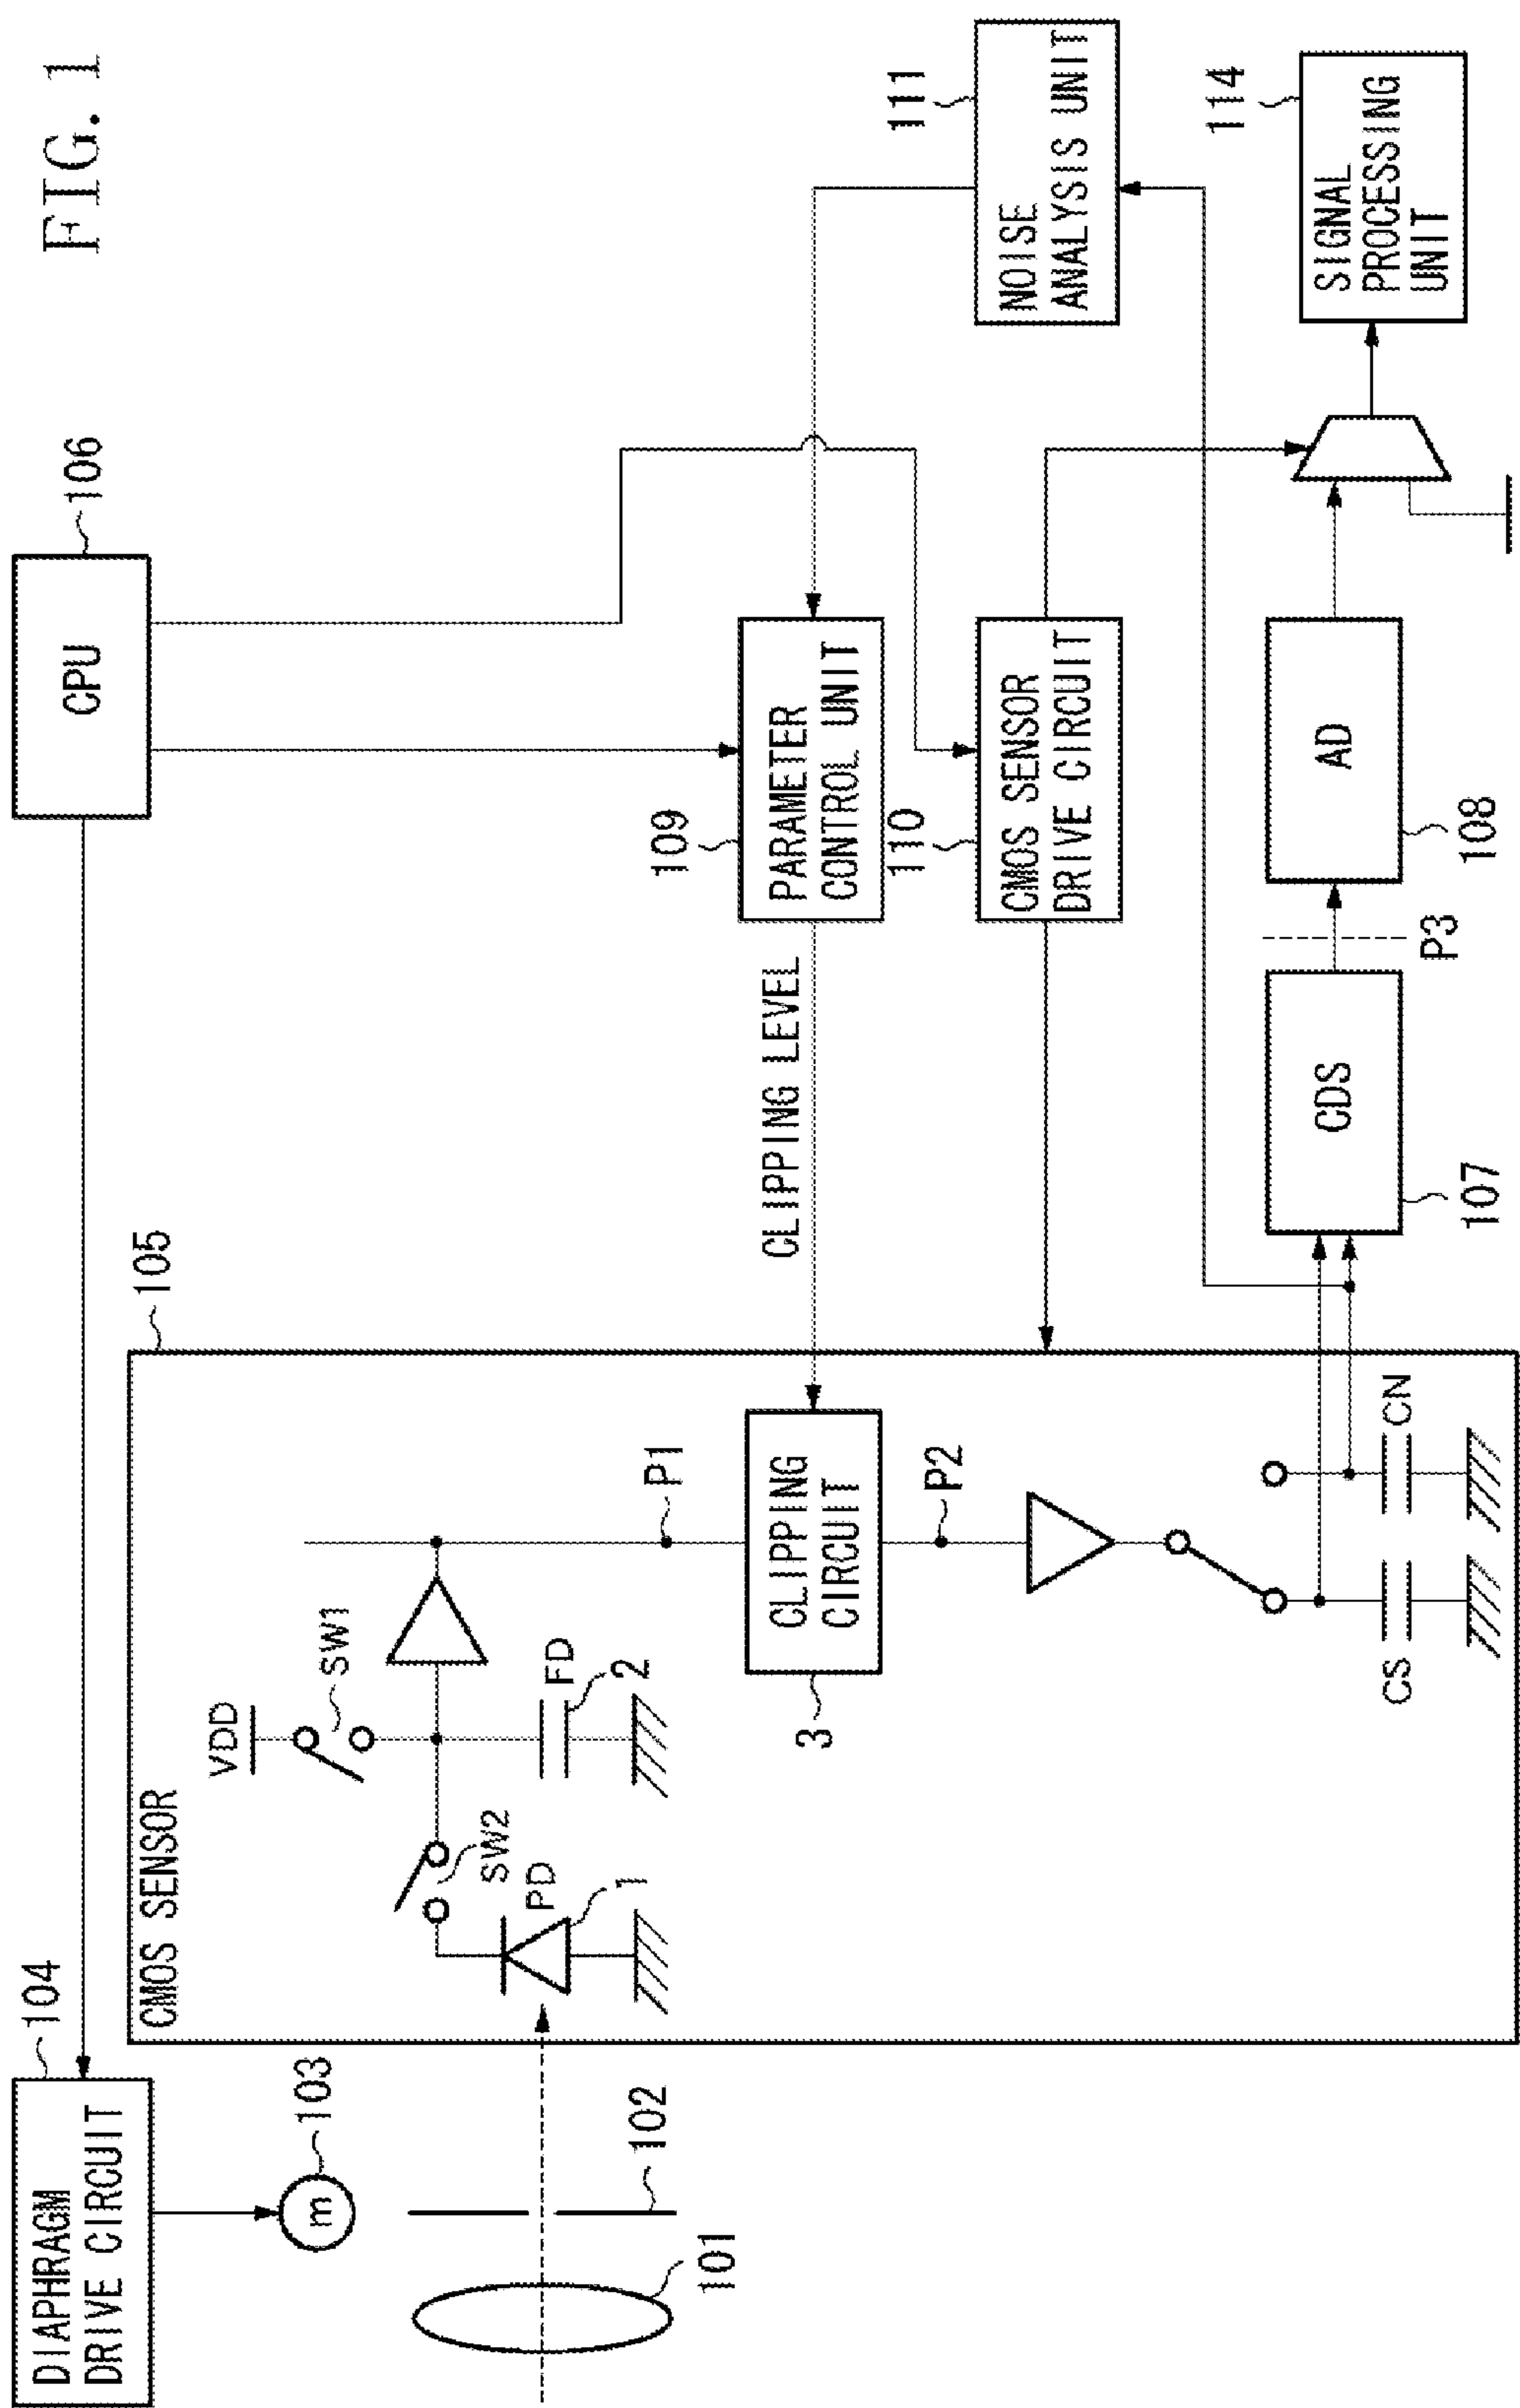 FIG. 1
104
DIAPHRAGM
DRIVE CIRCUIT
103
m
101
102
CPU
106
105
CMOS SENSOR
VDD
SW1
SW2
PD
1
FD
2
P1
CLIPPING
CIRCUIT
3
P2
CS
CN
CLIPPING LEVEL
109
PARAMETER
CONTROL UNIT
110
CMOS SENSOR
DRIVE CIRCUIT
111
NOISE
ANALYSIS UNIT
CDS
107
P3
AD
108
114
SIGNAL
PROCESSING
UNIT